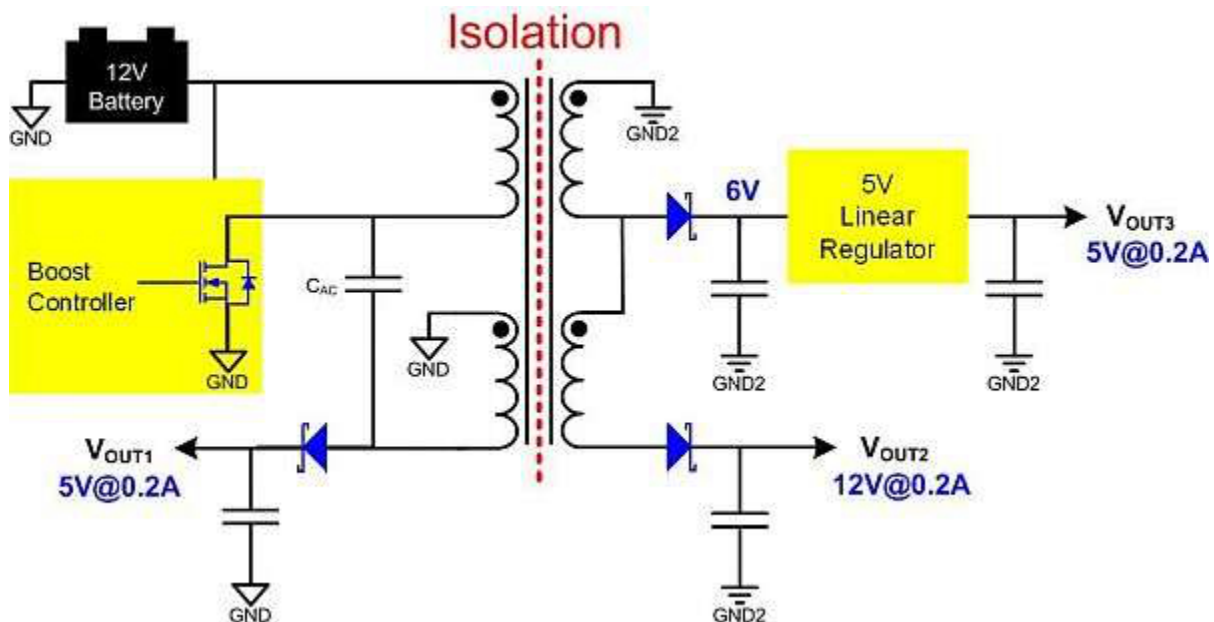 Isolation
12V
Battery
GND
GND2
6V
5V
Linear
Regulator
VOUT3
5V@0.2A
Boost
Controller
CAC
GND
GND
GND2
GND2
VOUT1
5V@0.2A
VOUT2
12V@0.2A
GND
GND2